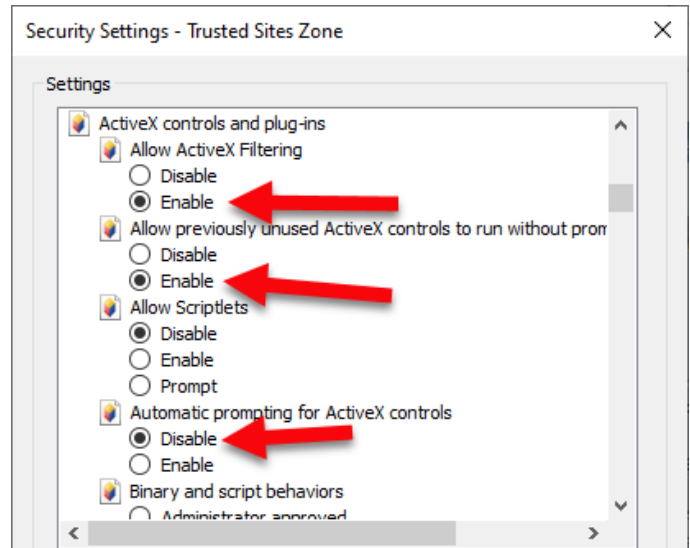 Security Settings - Trusted Sites Zone
Settings
ActiveX controls and plug-ins
Allow ActiveX Filtering
Disable
Enable
Allow previously unused ActiveX controls to run without prom
Disable
Enable
Allow Scriptlets
Disable
Enable
Prompt
Automatic prompting for ActiveX controls
Disable
Enable
Binary and script behaviors
Administrator approved